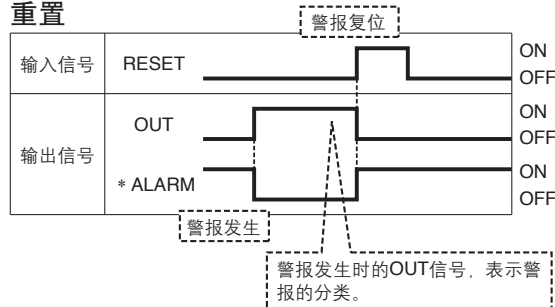 重置
警报复位
输入信号 RESET ON
OFF
输出信号 OUT ON
OFF
* ALARM ON
OFF
警报发生
警报发生时的OUT信号，表示警
报的分类。